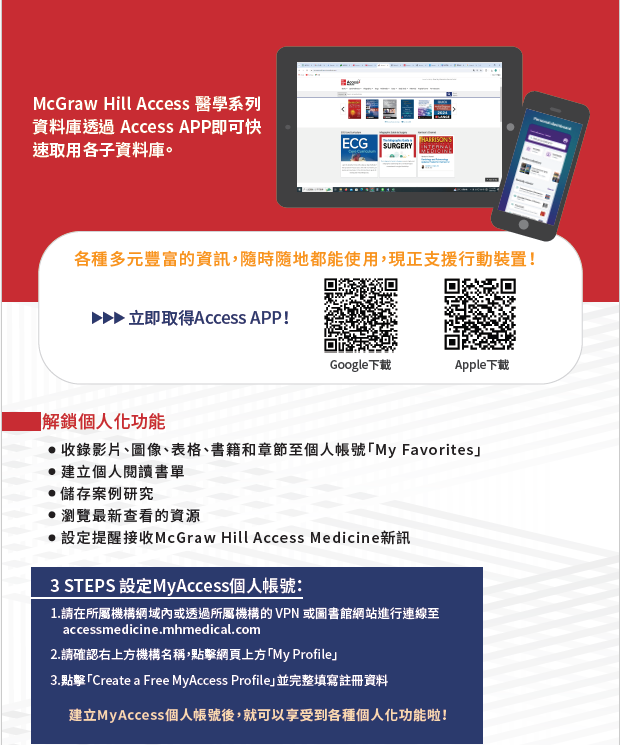 McGraw Hill Access 醫學系列
資料庫透過 Access APP即可快
速取用各子資料庫。
Access
ECG
SURGERY
HARRISON'S
INTERNAL
MEDICINE
Personal dashboard
各種多元豐富的資訊,隨時隨地都能使用,現正支援行動裝置!
▶▶▶ 立即取得Access APP!
Google下載
Apple下載
解鎖個人化功能
● 收錄影片、圖像、表格、書籍和章節至個人帳號「My Favorites」
● 建立個人閱讀書單
● 儲存案例研究
● 瀏覽最新查看的資源
● 設定提醒接收McGraw Hill Access Medicine新訊
3 STEPS 設定MyAccess個人帳號:
1.請在所屬機構網域內或透過所屬機構的 VPN 或圖書館網站進行連線至
accessmedicine.mhmedical.com
2.請確認右上方機構名稱,點擊網頁上方「My Profile」
3.點擊「Create a Free MyAccess Profile」並完整填寫註冊資料
建立MyAccess個人帳號後,就可以享受到各種個人化功能啦!